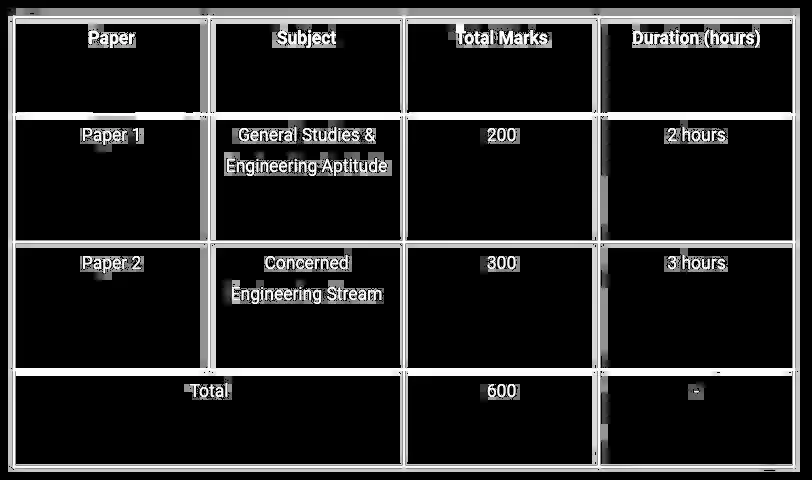 Paper Subject Total Marks Duration (hours)
Paper 1 General Studies & 200 2 hours
Engineering Aptitude
Paper 2 Concerned 300 3 hours
Engineering Stream
Total 600 -